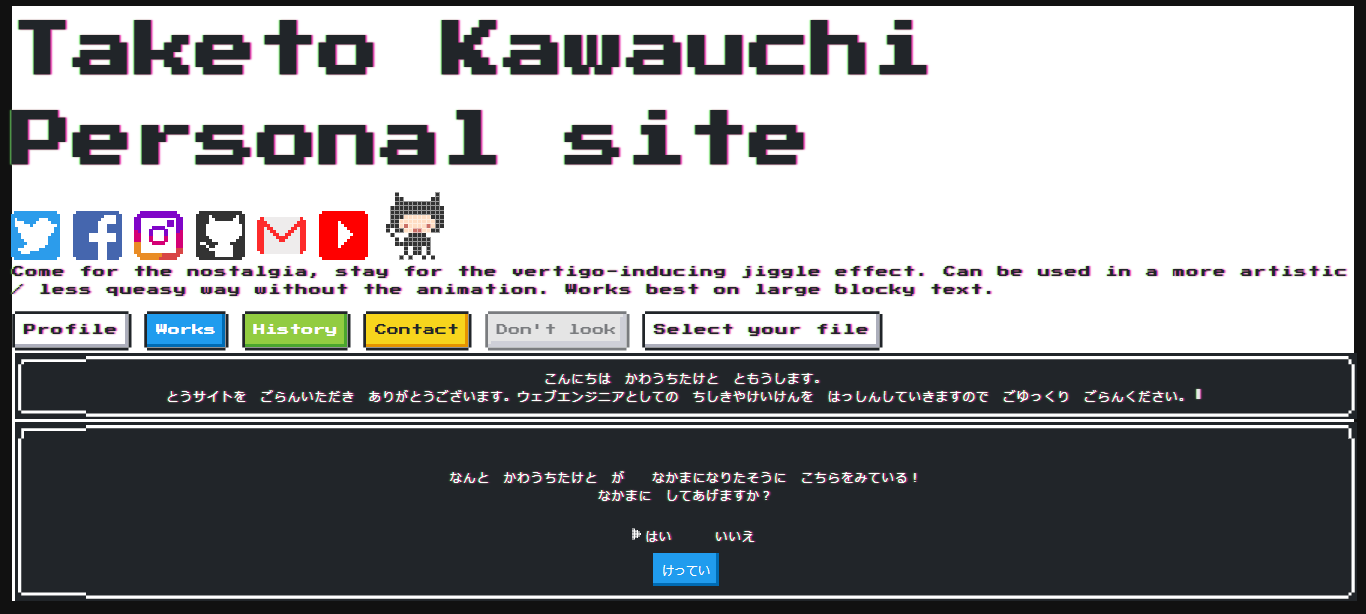 Taketo Kawauchi
Personal site
Come for the nostalgia, stay for the vertigo-inducing jiggle effect. Can be used in a more artistic
/ less queasy way without the animation. Works best on large blocky text.
Profile Works History Contact Don't look Select your file
こんにちは　かわうちたけと　ともうします。
とうサイトを　ごらんいただき　ありがとうございます。ウェブエンジニアとしての　ちしきやけいけんを　はっしんしていきますので　ごゆっくり　ごらんください。
なんと　かわうちたけと　が　　なかまになりたそうに　こちらをみている！
なかまに　してあげますか？
はい　　　いいえ
けってい